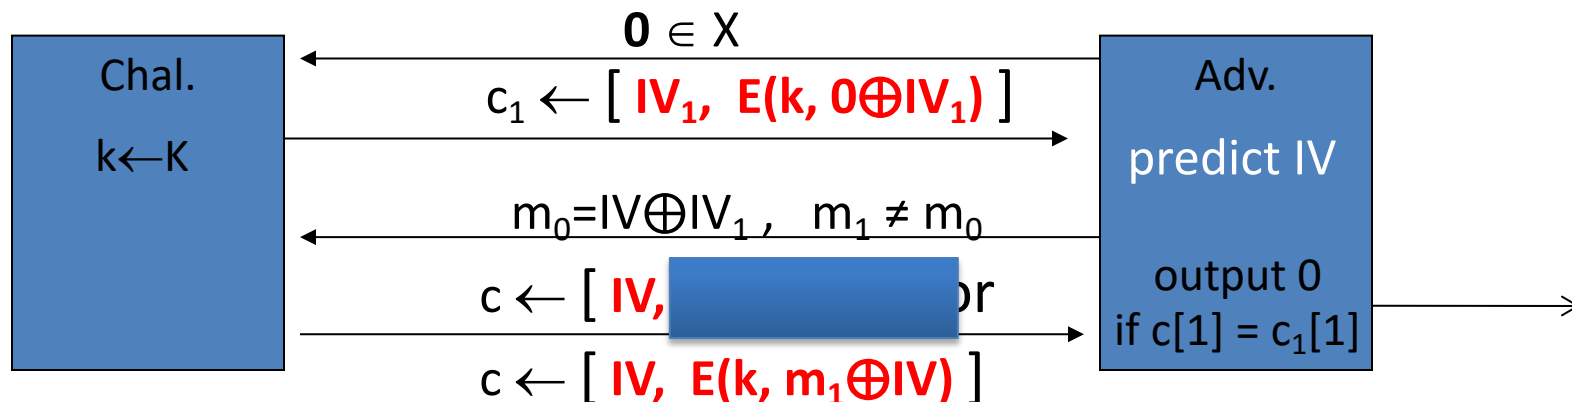 0 ∈ X
Chal.
Adv.
c₁ ← [ IV₁, E(k, 0⊕IV₁) ]
k←K
predict IV
m₀=IV⊕IV₁ , m₁ ≠ m₀
c ← [ IV, or
output 0
if c[1] = c₁[1]
c ← [ IV, E(k, m₁⊕IV) ]